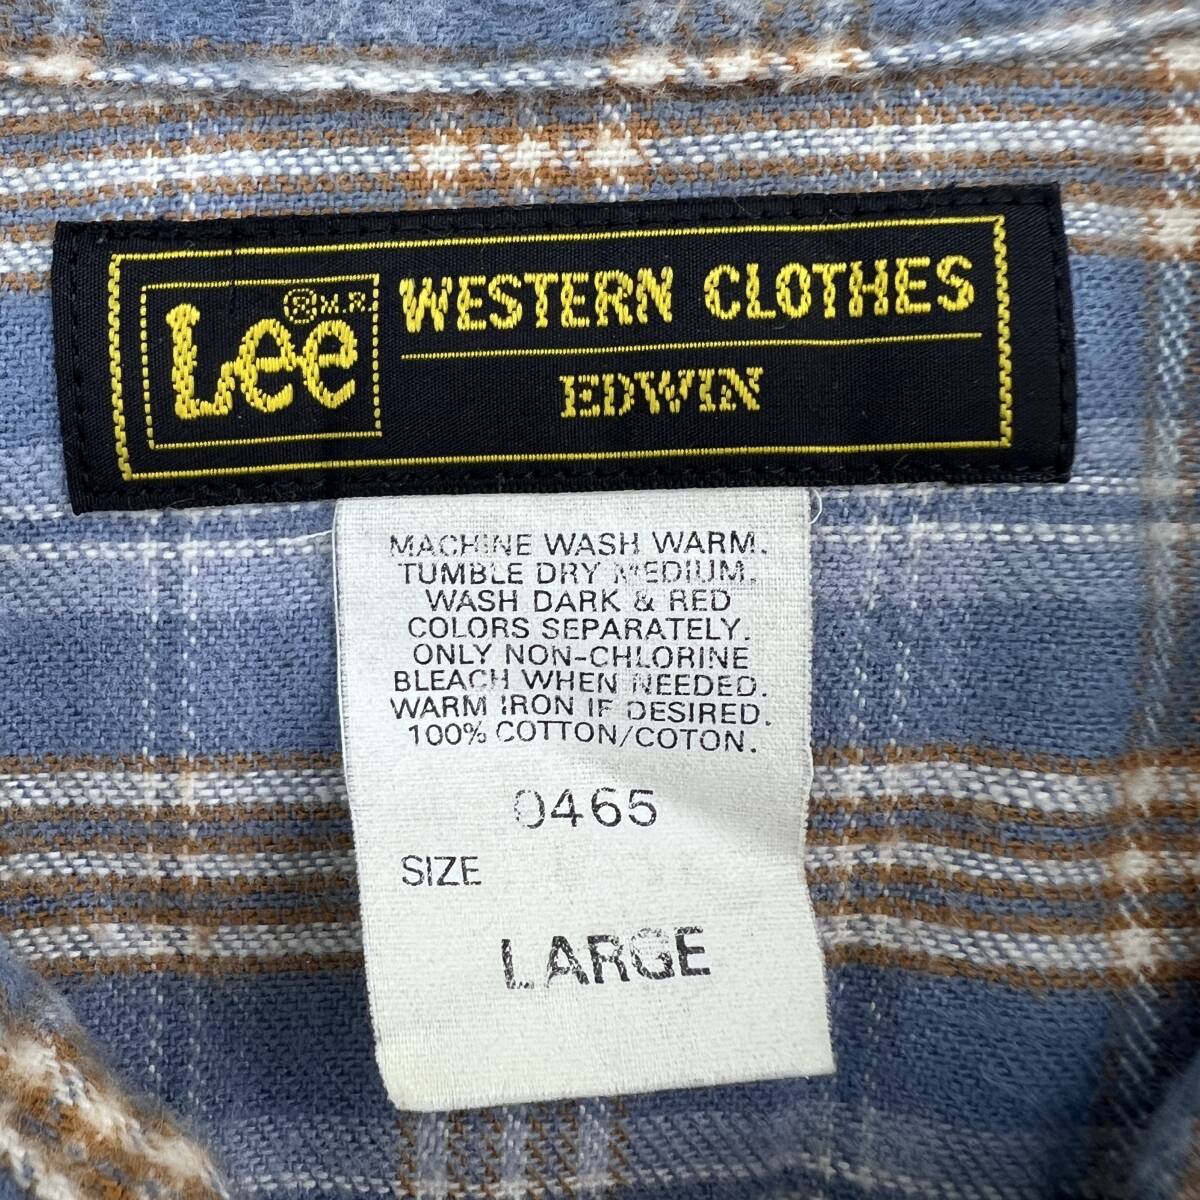 Lee ® M.R. WESTERN CLOTHES
EDWIN
MACHINE WASH WARM.
TUMBLE DRY MEDIUM.
WASH DARK & RED
COLORS SEPARATELY.
ONLY NON-CHLORINE
BLEACH WHEN NEEDED.
WARM IRON IF DESIRED.
100% COTTON/COTON.
0465
SIZE
LARGE